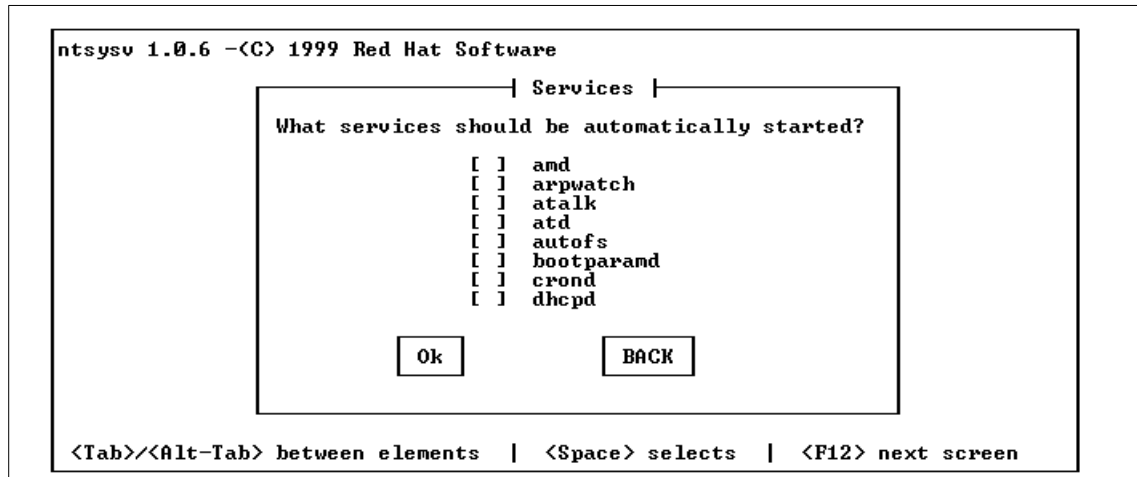 ntsysv 1.0.6 -(C) 1999 Red Hat Software
Services
What services should be automatically started?
[ ] amd
[ ] arpwatch
[ ] atalk
[ ] atd
[ ] autofs
[ ] bootparamd
[ ] crond
[ ] dhcpd
Ok BACK
<Tab>/<Alt-Tab> between elements | <Space> selects | <F12> next screen